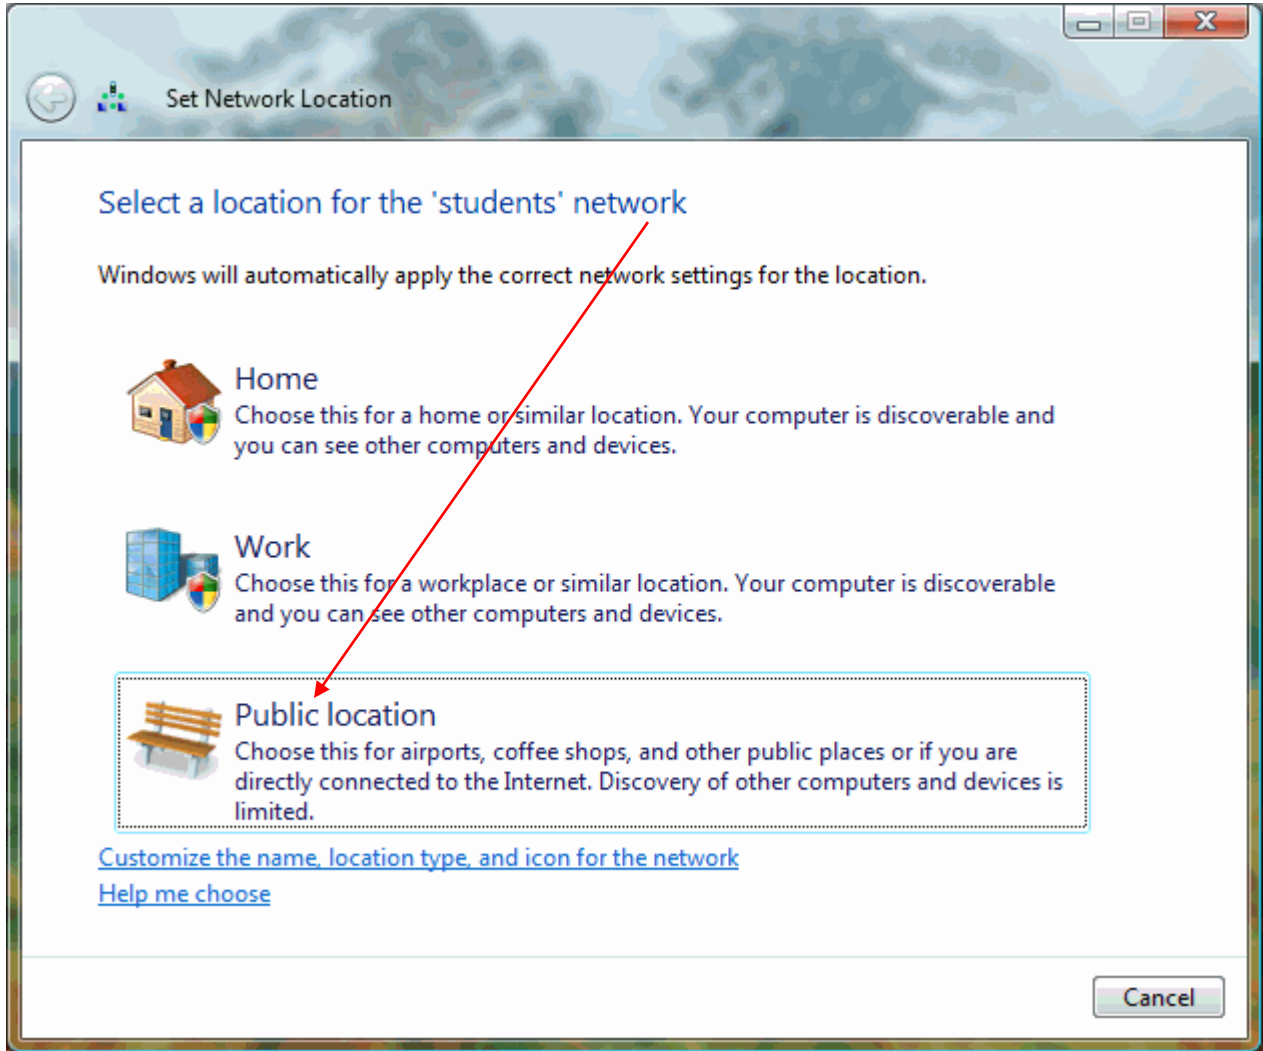 Set Network Location
Select a location for the 'students' network
Windows will automatically apply the correct network settings for the location.
Home
Choose this for a home or similar location. Your computer is discoverable and
you can see other computers and devices.
Work
Choose this for a workplace or similar location. Your computer is discoverable
and you can see other computers and devices.
Public location
Choose this for airports, coffee shops, and other public places or if you are
directly connected to the Internet. Discovery of other computers and devices is
limited.
Customize the name, location type, and icon for the network
Help me choose
Cancel